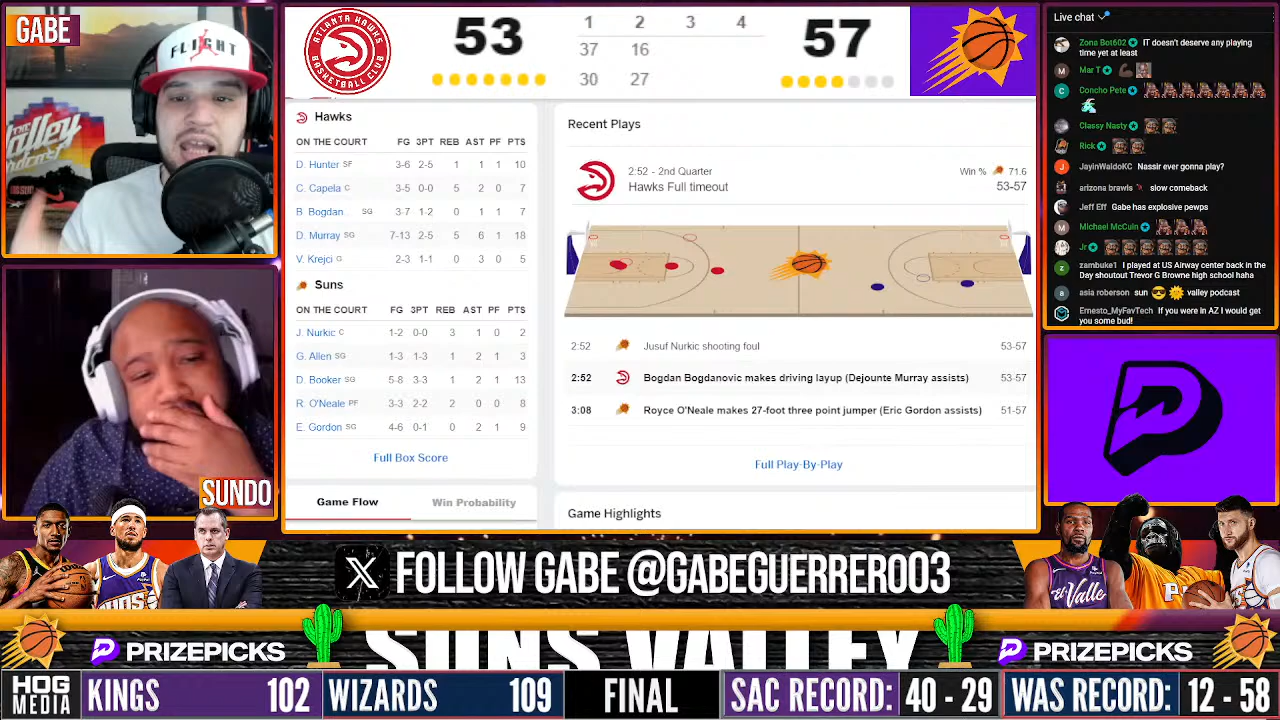 GABE
FLIGHT
SUNDO
ATLANTA HAWKS
BASKETBALL CLUB
53
1 2 3 4
37 16
30 27
57
Hawks
ON THE COURT FG 3PT REB AST PF PTS
D. Hunter SF 3-6 2-5 1 1 1 10
C. Capela C 3-5 0-0 5 2 0 7
B. Bogdan... SG 3-7 1-2 0 1 1 7
D. Murray SG 7-13 2-5 5 6 1 18
V. Krejci G 2-3 1-1 0 3 0 5
Suns
ON THE COURT FG 3PT REB AST PF PTS
J. Nurkic C 1-2 0-0 3 1 0 2
G. Allen SG 1-3 1-3 1 2 1 3
D. Booker SG 5-8 3-3 1 2 1 13
R. O'Neale PF 3-3 2-2 2 0 0 8
E. Gordon SG 4-6 0-1 0 2 1 9
Full Box Score
Game Flow Win Probability
Recent Plays
2:52 - 2nd Quarter
Hawks Full timeout
Win % 71.6
53-57
2:52 Jusuf Nurkic shooting foul 53-57
2:52 Bogdan Bogdanovic makes driving layup (Dejounte Murray assists) 53-57
3:08 Royce O'Neale makes 27-foot three point jumper (Eric Gordon assists) 51-57
Full Play-By-Play
Game Highlights
Live chat
Zona Bot602 IT doesn't deserve any playing
time yet at least
M Mar T
C Concho Pete
Classy Nasty
Rick
J JayinWaldoKC Nassir ever gonna play?
arizona brawls slow comeback
Jeff Eff Gabe has explosive pewps
M Michael McCuin
Jr
z zambuke1 I played at US Airway center back in the
Day shoutout Trevor G Browne high school haha
a asia roberson sun valley podcast
Ernesto_MyFavTech If you were in AZ I would get
you some bud!
X FOLLOW GABE @GABEGUERRERO03
PRIZEPICKS
SUNS VALLEY
PRIZEPICKS
HOG
MEDIA
KINGS 102 WIZARDS 109 FINAL SAC RECORD: 40 - 29 WAS RECORD: 12 - 58